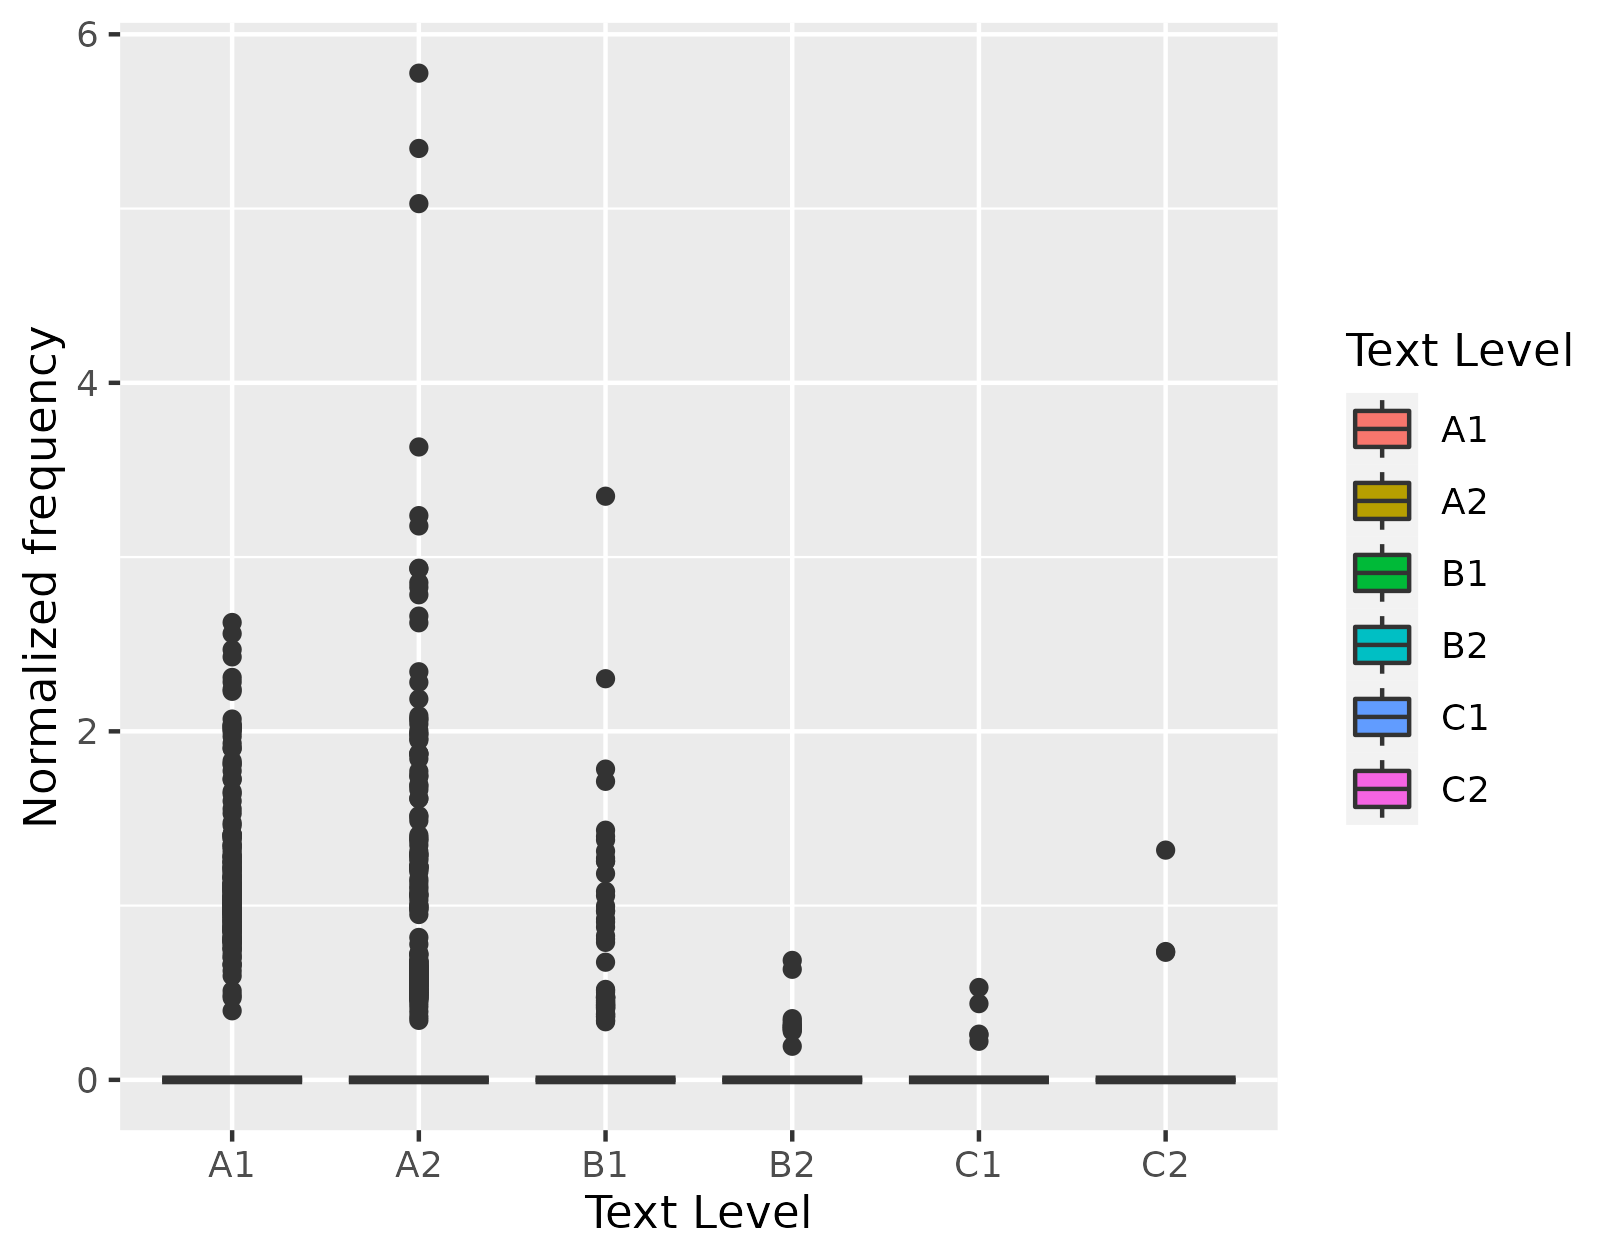 Normalized frequency
6
4
2
0
A1 A2 B1 B2 C1 C2
Text Level
Text Level
A1
A2
B1
B2
C1
C2